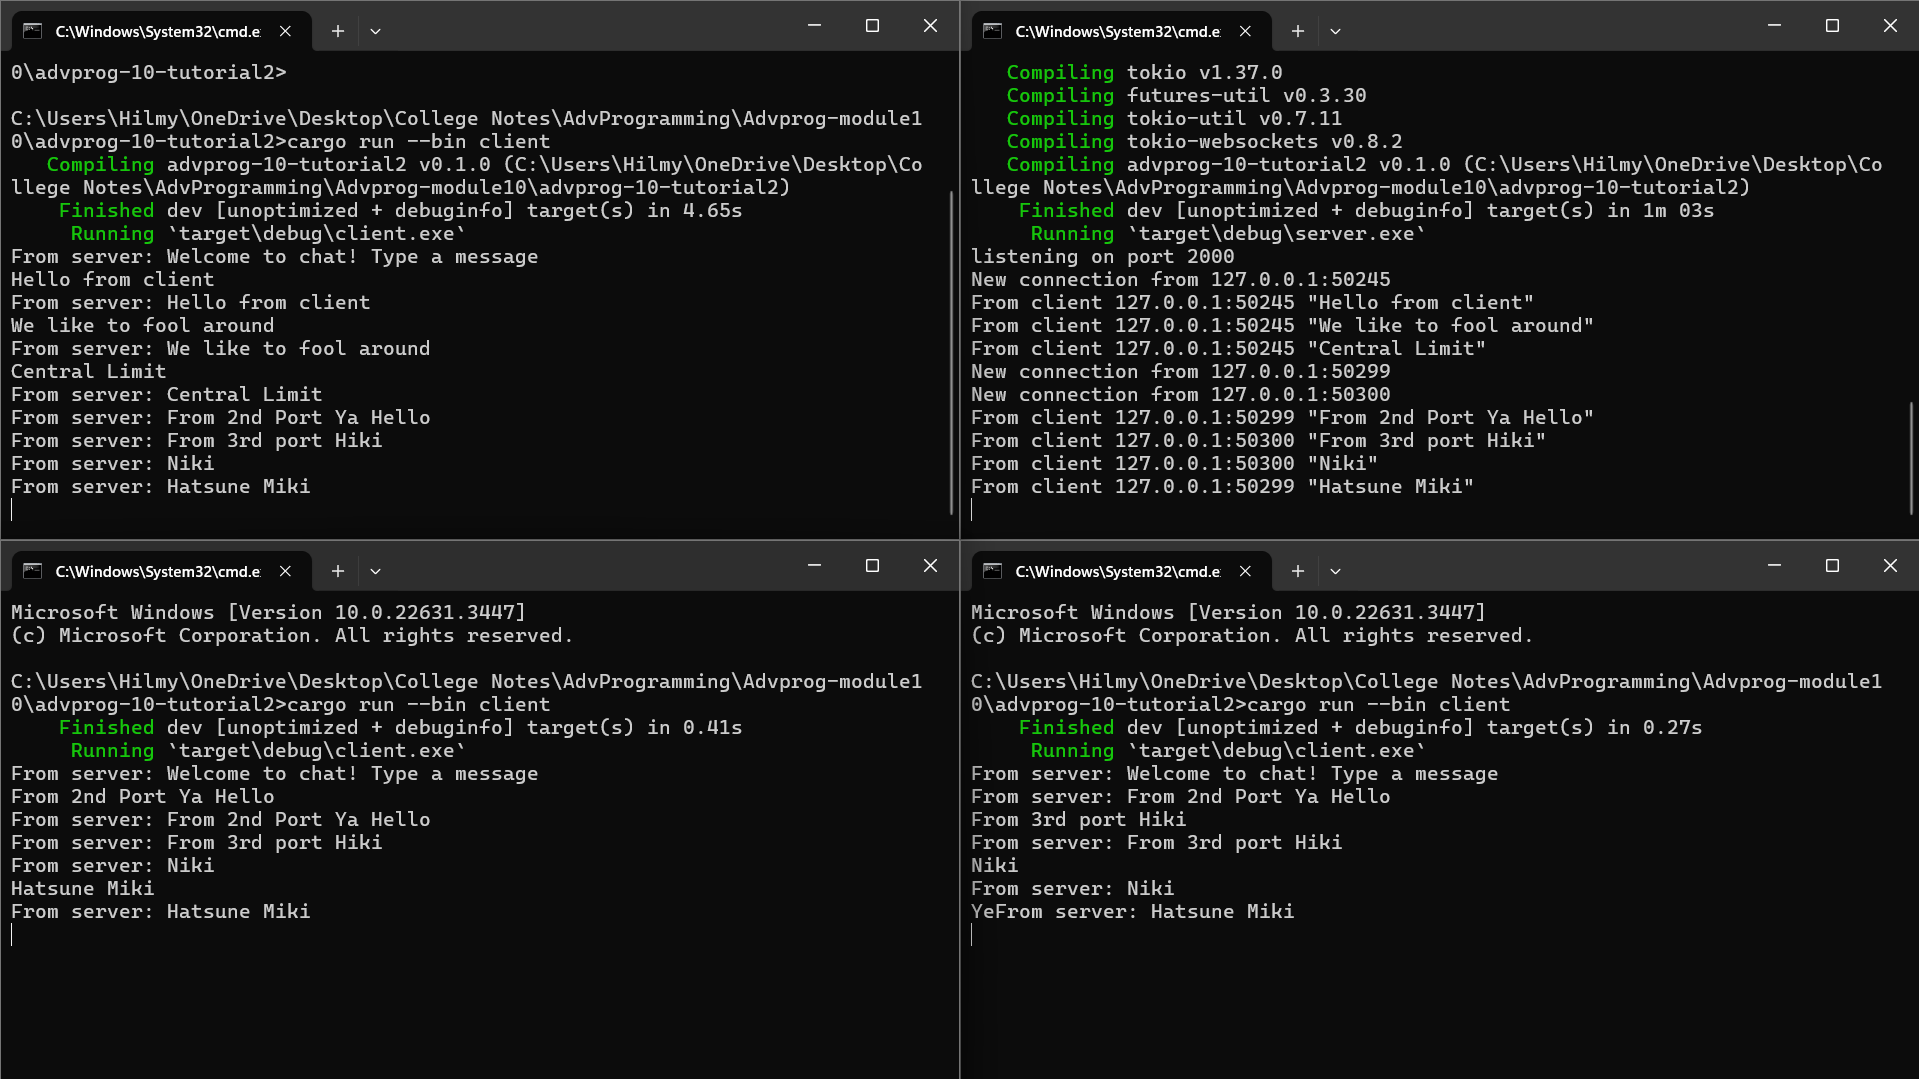 C:\Windows\System32\cmd.e
0\advprog-10-tutorial2>
C:\Users\Hilmy\OneDrive\Desktop\College Notes\AdvProgramming\Advprog-module1
0\advprog-10-tutorial2>cargo run --bin client
Compiling advprog-10-tutorial2 v0.1.0 (C:\Users\Hilmy\OneDrive\Desktop\Co
llege Notes\AdvProgramming\Advprog-module10\advprog-10-tutorial2)
Finished dev [unoptimized + debuginfo] target(s) in 4.65s
Running `target\debug\client.exe`
From server: Welcome to chat! Type a message
Hello from client
From server: Hello from client
We like to fool around
From server: We like to fool around
Central Limit
From server: Central Limit
From server: From 2nd Port Ya Hello
From server: From 3rd port Hiki
From server: Niki
From server: Hatsune Miki
C:\Windows\System32\cmd.e
Compiling tokio v1.37.0
Compiling futures-util v0.3.30
Compiling tokio-util v0.7.11
Compiling tokio-websockets v0.8.2
Compiling advprog-10-tutorial2 v0.1.0 (C:\Users\Hilmy\OneDrive\Desktop\Co
llege Notes\AdvProgramming\Advprog-module10\advprog-10-tutorial2)
Finished dev [unoptimized + debuginfo] target(s) in 1m 03s
Running `target\debug\server.exe`
listening on port 2000
New connection from 127.0.0.1:50245
From client 127.0.0.1:50245 "Hello from client"
From client 127.0.0.1:50245 "We like to fool around"
From client 127.0.0.1:50245 "Central Limit"
New connection from 127.0.0.1:50299
New connection from 127.0.0.1:50300
From client 127.0.0.1:50299 "From 2nd Port Ya Hello"
From client 127.0.0.1:50300 "From 3rd port Hiki"
From client 127.0.0.1:50300 "Niki"
From client 127.0.0.1:50299 "Hatsune Miki"
C:\Windows\System32\cmd.e
Microsoft Windows [Version 10.0.22631.3447]
(c) Microsoft Corporation. All rights reserved.
C:\Users\Hilmy\OneDrive\Desktop\College Notes\AdvProgramming\Advprog-module1
0\advprog-10-tutorial2>cargo run --bin client
Finished dev [unoptimized + debuginfo] target(s) in 0.41s
Running `target\debug\client.exe`
From server: Welcome to chat! Type a message
From 2nd Port Ya Hello
From server: From 2nd Port Ya Hello
From server: From 3rd port Hiki
From server: Niki
Hatsune Miki
From server: Hatsune Miki
C:\Windows\System32\cmd.e
Microsoft Windows [Version 10.0.22631.3447]
(c) Microsoft Corporation. All rights reserved.
C:\Users\Hilmy\OneDrive\Desktop\College Notes\AdvProgramming\Advprog-module1
0\advprog-10-tutorial2>cargo run --bin client
Finished dev [unoptimized + debuginfo] target(s) in 0.27s
Running `target\debug\client.exe`
From server: Welcome to chat! Type a message
From server: From 2nd Port Ya Hello
From 3rd port Hiki
From server: From 3rd port Hiki
Niki
From server: Niki
YeFrom server: Hatsune Miki